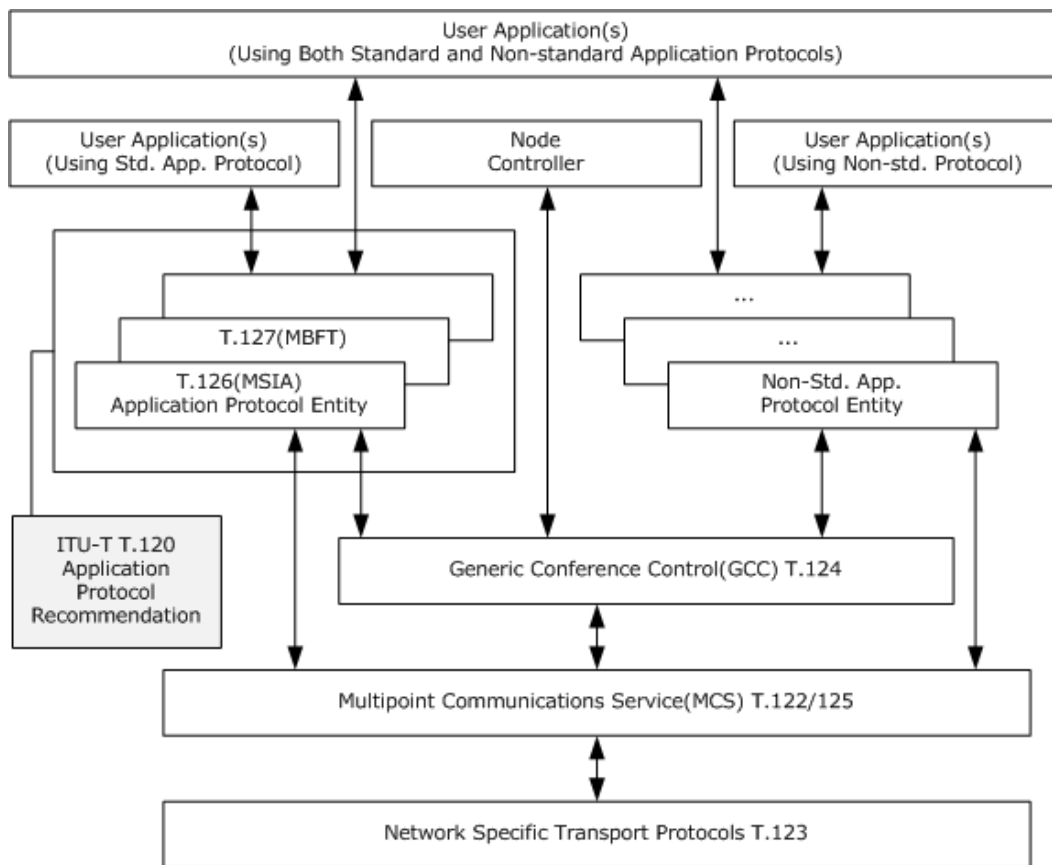 User Application(s)
(Using Both Standard and Non-standard Application Protocols)
User Application(s)
(Using Std. App. Protocol)
Node
Controller
User Application(s)
(Using Non-std. Protocol)
...
T.127(MBFT)
...
T.126(MSIA)
Application Protocol Entity
Non-Std. App.
Protocol Entity
ITU-T T.120
Application
Protocol
Recommendation
Generic Conference Control(GCC) T.124
Multipoint Communications Service(MCS) T.122/125
Network Specific Transport Protocols T.123